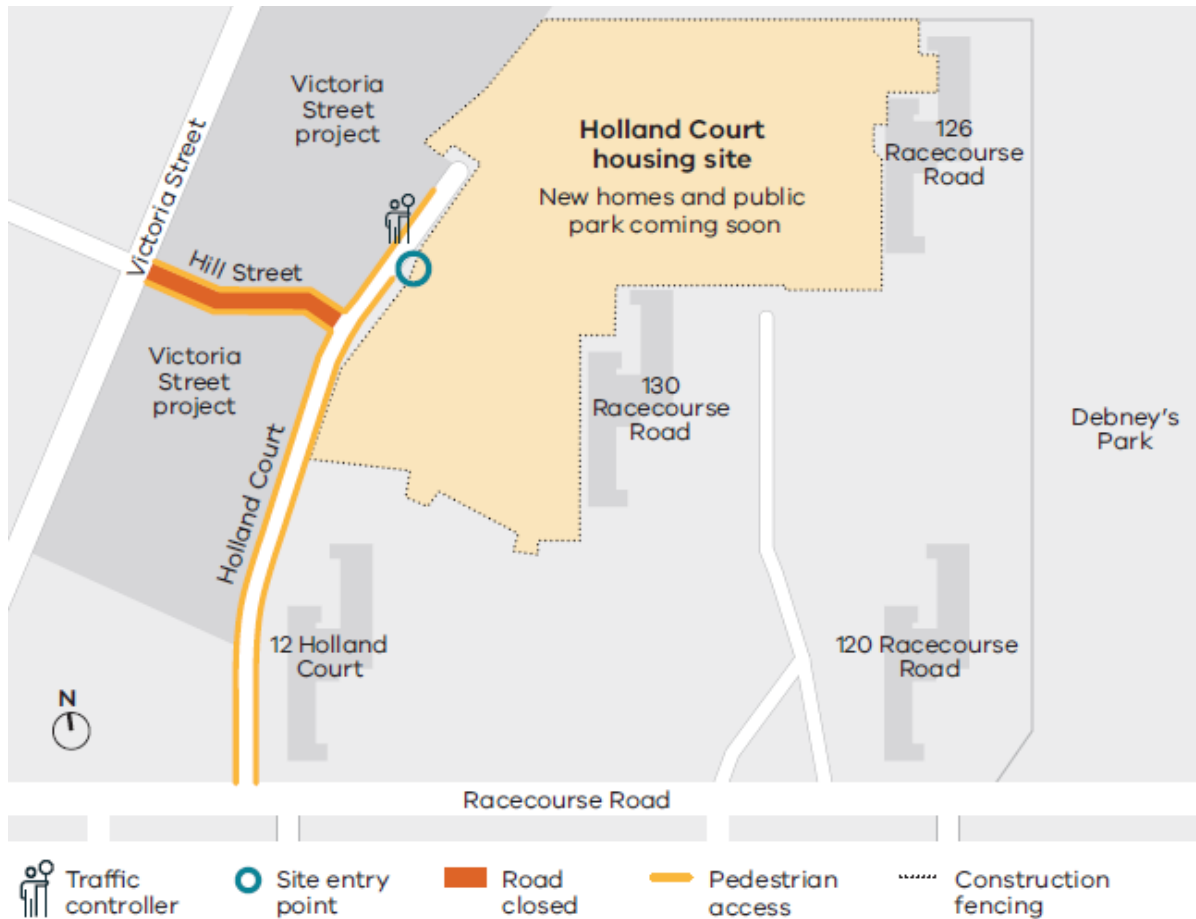 Victoria
Street
project
Victoria Street
Holland Court
housing site
New homes and public
park coming soon
126
Racecourse
Road
Hill Street
Victoria
Street
project
130
Racecourse
Road
Debney’s
Park
Holland Court
12 Holland
Court
120 Racecourse
Road
N
Racecourse Road
Traffic
controller
Site entry
point
Road
closed
Pedestrian
access
Construction
fencing